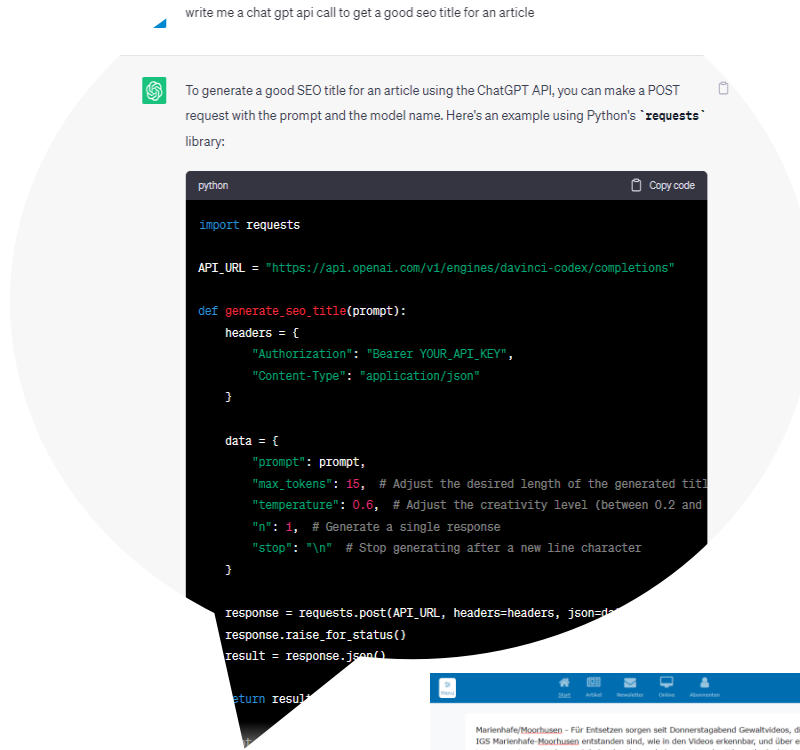 write me a chat gpt api call to get a good seo title for an article
To generate a good SEO title for an article using the ChatGPT API, you can make a POST
request with the prompt and the model name. Here's an example using Python's `requests`
library:
python Copy code
import requests
API_URL = "https://api.openai.com/v1/engines/davinci-codex/completions"
def generate_seo_title(prompt):
headers = {
"Authorization": "Bearer YOUR_API_KEY",
"Content-Type": "application/json"
}
data = {
"prompt": prompt,
"max_tokens": 15, # Adjust the desired length of the generated titl
"temperature": 0.6, # Adjust the creativity level (between 0.2 and
"n": 1, # Generate a single response
"stop": "\n" # Stop generating after a new line character
}
response = requests.post(API_URL, headers=headers, json=da
response.raise_for_status()
result = response.json()
eturn resul
Start Artikel Newsletter Online Abonnenten
Marienhafe/Moorhusen - Für Entsetzen sorgen seit Donnerstagabend Gewaltvideos, d
IGS Marienhafe-Moorhusen entstanden sind, wie in den Videos erkennbar, und über e